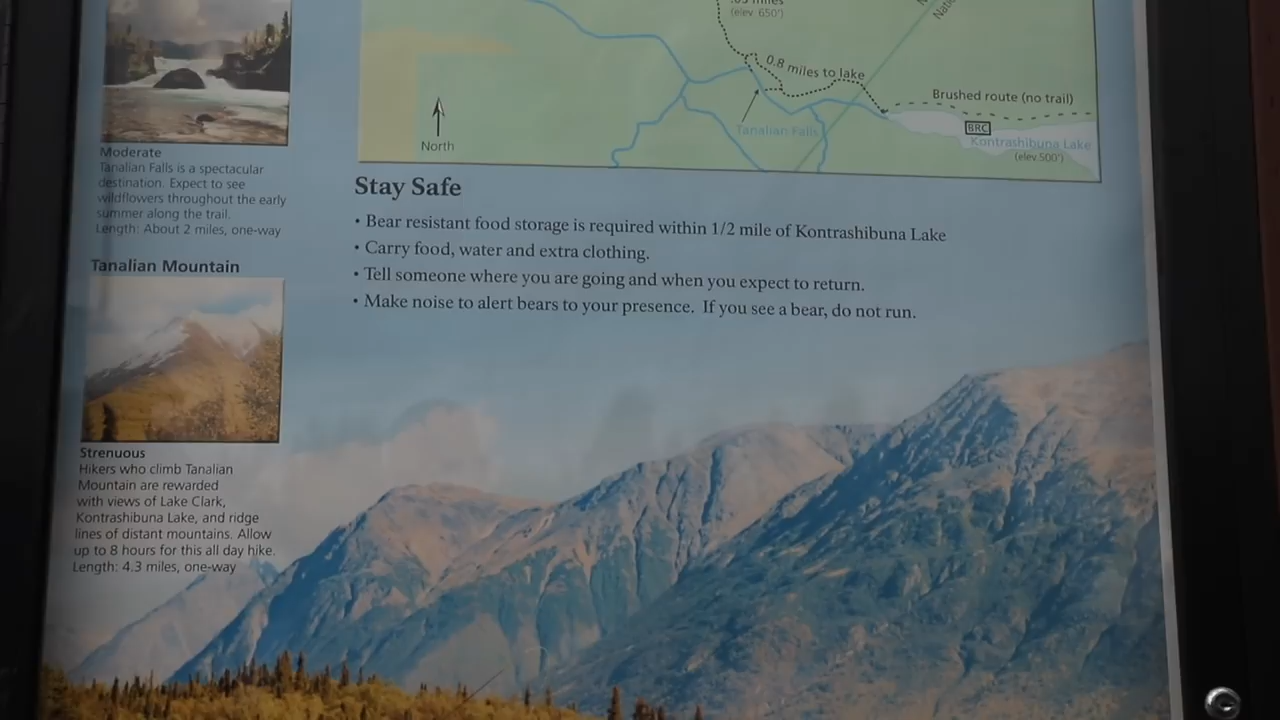 Moderate
Tanalian Falls is a spectacular
destination. Expect to see
wildflowers throughout the early
summer along the trail.
Length: About 2 miles, one-way
Tanalian Mountain
Strenuous
Hikers who climb Tanalian
Mountain are rewarded
with views of Lake Clark,
Kontrashibuna Lake, and ridge
lines of distant mountains. Allow
up to 8 hours for this all day hike.
Length: 4.3 miles, one-way
miles
(elev. 650')
0.8 miles to lake
Brushed route (no trail)
BRC
Tanalian Falls
Kontrashibuna Lake
(elev.500')
North
Stay Safe
• Bear resistant food storage is required within 1/2 mile of Kontrashibuna Lake
• Carry food, water and extra clothing.
• Tell someone where you are going and when you expect to return.
• Make noise to alert bears to your presence. If you see a bear, do not run.